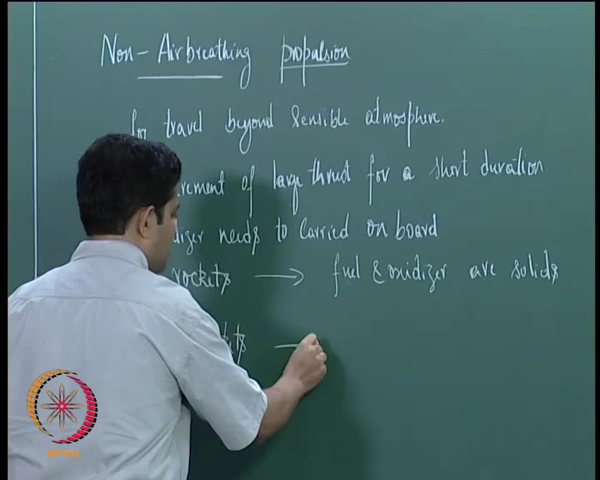 Non-Airbreathing propulsion
for travel beyond sensible atmosphere.
of large thrust for a short duration
needs to carried on board
rockets → fuel & oxidizer are solids